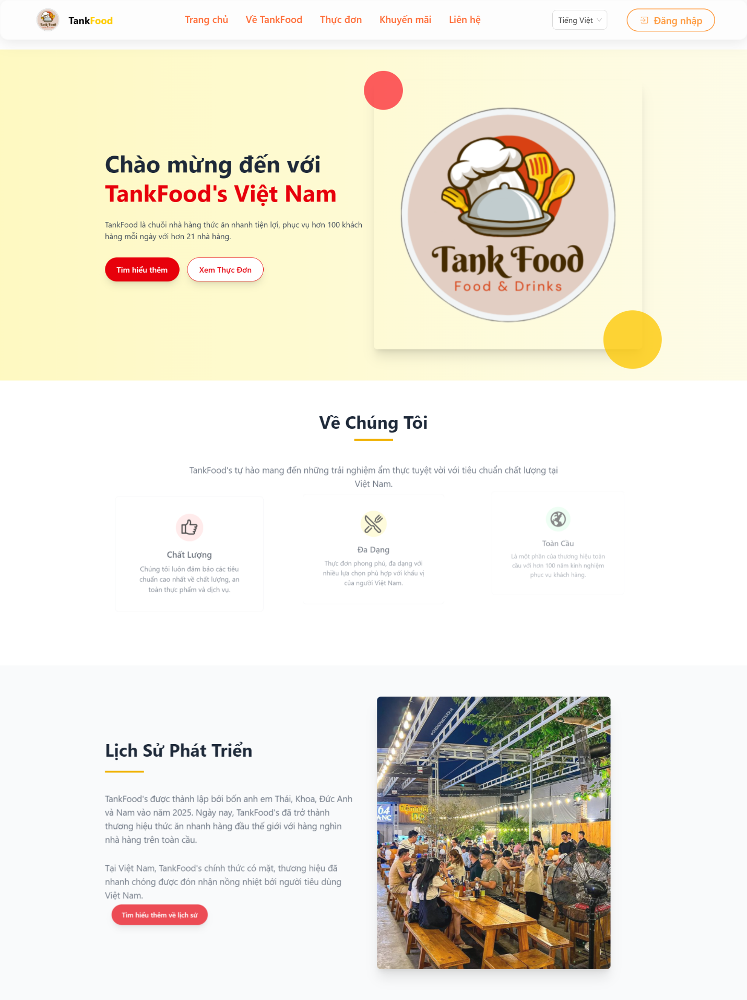 Tank Food
TankFood
Trang chủ
Về TankFood
Thực đơn
Khuyến mãi
Liên hệ
Tiếng Việt
Đăng nhập
Chào mừng đến với
TankFood's Việt Nam
TankFood là chuỗi nhà hàng thức ăn nhanh tiện lợi, phục vụ hơn 100 khách
hàng mỗi ngày với hơn 21 nhà hàng.
Tìm hiểu thêm
Xem Thực Đơn
Tank Food
Food & Drinks
Về Chúng Tôi
TankFood's tự hào mang đến những trải nghiệm ẩm thực tuyệt vời với tiêu chuẩn chất lượng tại
Việt Nam.
Chất Lượng
Chúng tôi luôn đảm bảo các tiêu
chuẩn cao nhất về chất lượng, an
toàn thực phẩm và dịch vụ.
Đa Dạng
Thực đơn phong phú, đa dạng với
nhiều lựa chọn phù hợp với khẩu vị
của người Việt Nam.
Toàn Cầu
Là một phần của thương hiệu toàn
cầu với hơn 100 năm kinh nghiệm
phục vụ khách hàng.
Lịch Sử Phát Triển
TankFood's được thành lập bởi bốn anh em Thái, Khoa, Đức Anh
và Nam vào năm 2025. Ngày nay, TankFood's đã trở thành
thương hiệu thức ăn nhanh hàng đầu thế giới với hàng nghìn
nhà hàng trên toàn cầu.
Tại Việt Nam, TankFood's chính thức có mặt, thương hiệu đã
nhanh chóng được đón nhận nồng nhiệt bởi người tiêu dùng
Việt Nam.
Tìm hiểu thêm về lịch sử
@ONGHOANGTRASUA
64
tiệm nướng